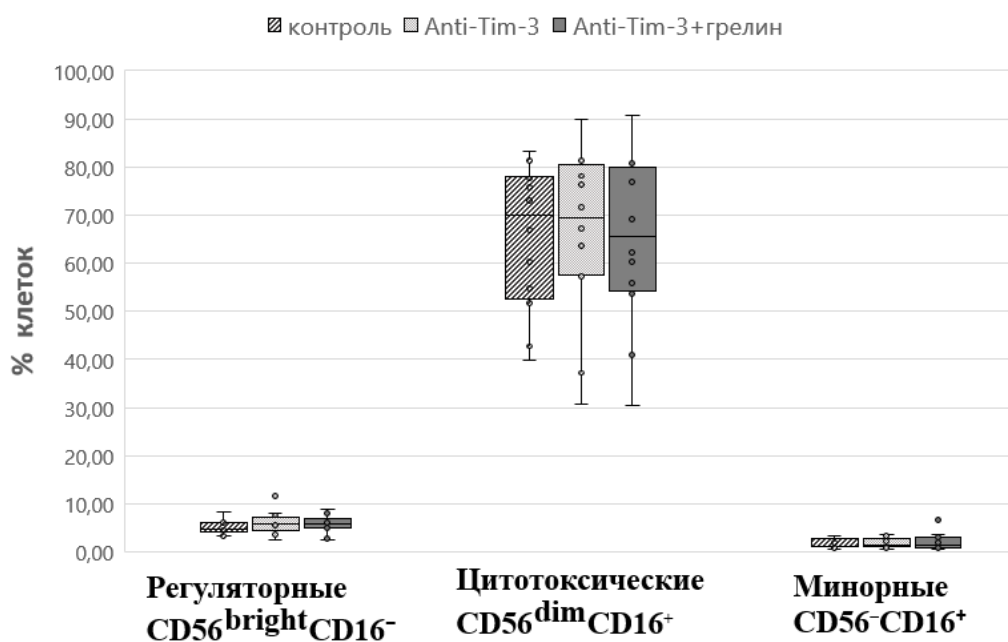 контроль Anti-Tim-3 Anti-Tim-3+грелин
100,00
90,00
80,00
70,00
60,00
50,00
40,00
30,00
20,00
10,00
0,00
% клеток
Регуляторные
CD56brightCD16-
Цитотоксические
CD56dimCD16+
Минорные
CD56-CD16+